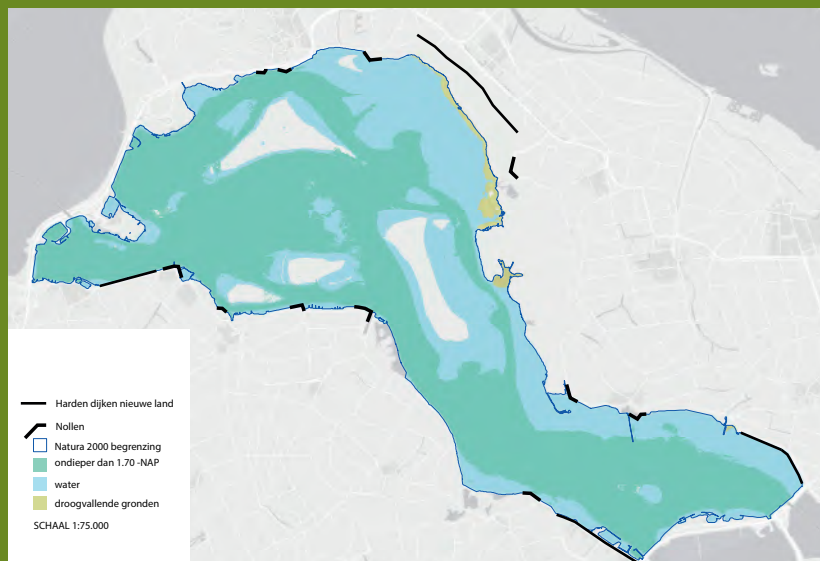 Harden dijken nieuwe land
Nollen
Natura 2000 begrenzing
ondieper dan 1.70 -NAP
water
droogvallende gronden
SCHAAL 1:75.000